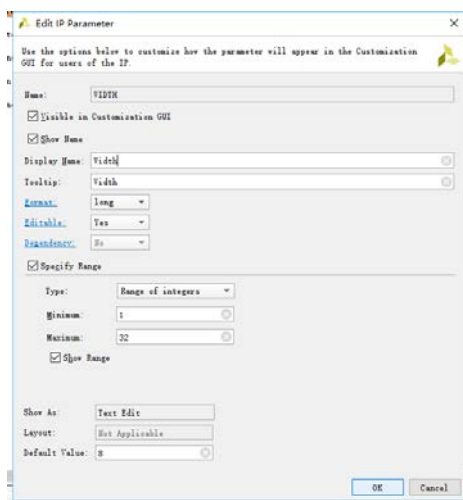 Edit IP Parameter
Use the options below to customize how the parameter will appear in the Customization
GUI for users of the IP.
Name: WIDTH
Visible in Customization GUI
Show Name
Display Name: Width
Tooltip: Width
Format: long
Editable: Yes
Dependency: No
Specify Range
Type: Range of integers
Minimum: 1
Maximum: 32
Show Range
Show As: Text Edit
Layout: Not Applicable
Default Value: 8
OK Cancel